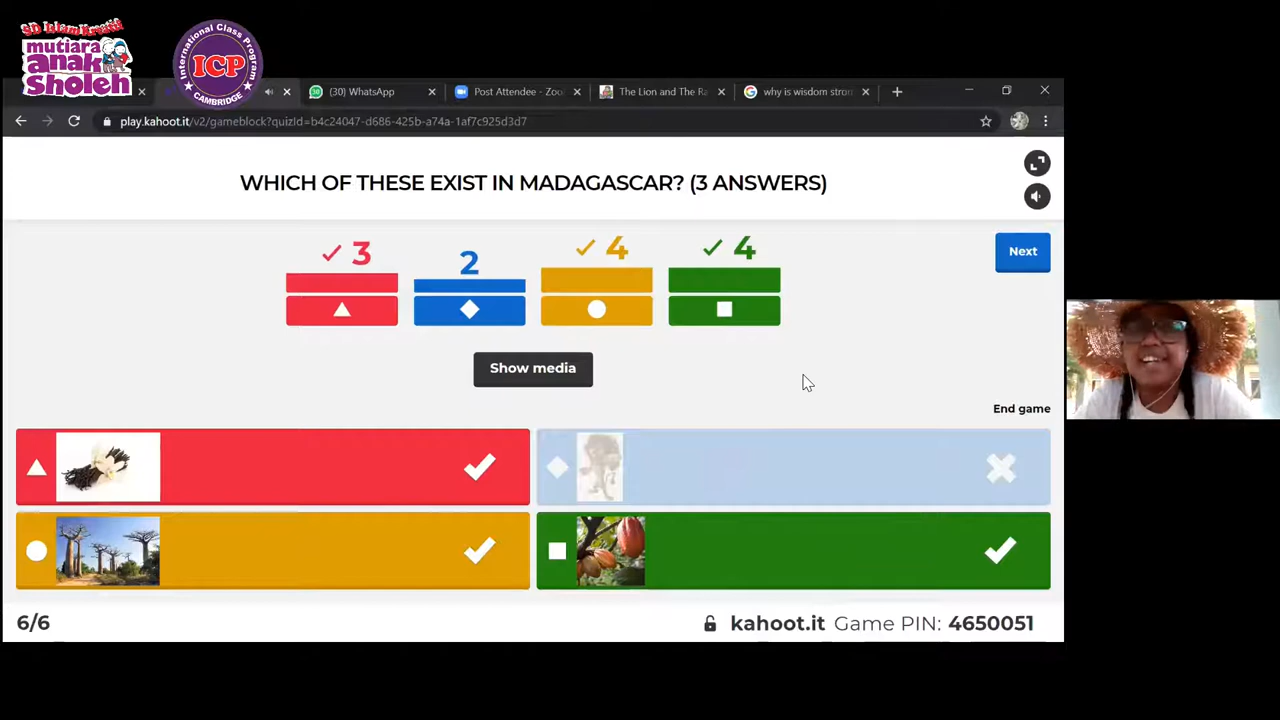 SD Islam Kreatif
mutiara
anak
Sholeh
International Class Program
ICP
CAMBRIDGE
(30) WhatsApp
Post Attendee - Zoo
The Lion and The Ra
why is wisdom stron
play.kahoot.it/v2/gameblock?quizId=b4c24047-d686-425b-a74a-1af7c925d3d7
WHICH OF THESE EXIST IN MADAGASCAR? (3 ANSWERS)
3
2
4
4
Next
Show media
End game
6/6
kahoot.it Game PIN: 4650051